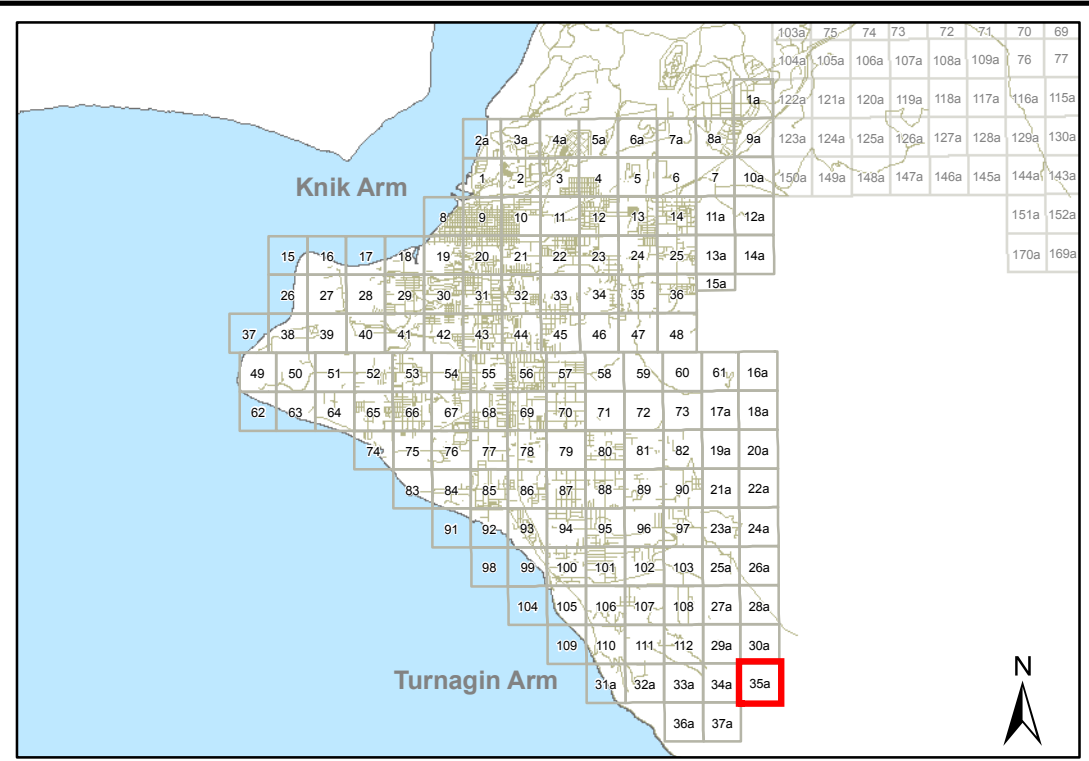 103a 75 74 73 72 71 70 69
104a 105a 106a 107a 108a 109a 76 77
1a 122a 121a 120a 119a 118a 117a 116a 115a
2a 3a 4a 5a 6a 7a 8a 9a 123a 124a 125a 126a 127a 128a 129a 130a
Knik Arm
1 2 3 4 5 6 7 10a 150a 149a 148a 147a 146a 145a 144a 143a
8 9 10 11 12 13 14 11a 12a 151a 152a
15 16 17 18 19 20 21 22 23 24 25 13a 14a 170a 169a
15a
26 27 28 29 30 31 32 33 34 35 36
37 38 39 40 41 42 43 44 45 46 47 48
49 50 51 52 53 54 55 56 57 58 59 60 61 16a
62 63 64 65 66 67 68 69 70 71 72 73 17a 18a
74 75 76 77 78 79 80 81 82 19a 20a
83 84 85 86 87 88 89 90 21a 22a
91 92 93 94 95 96 97 23a 24a
98 99 100 101 102 103 25a 26a
104 105 106 107 108 27a 28a
109 110 111 112 29a 30a
N
Turnagin Arm
31a 32a 33a 34a 35a
36a 37a